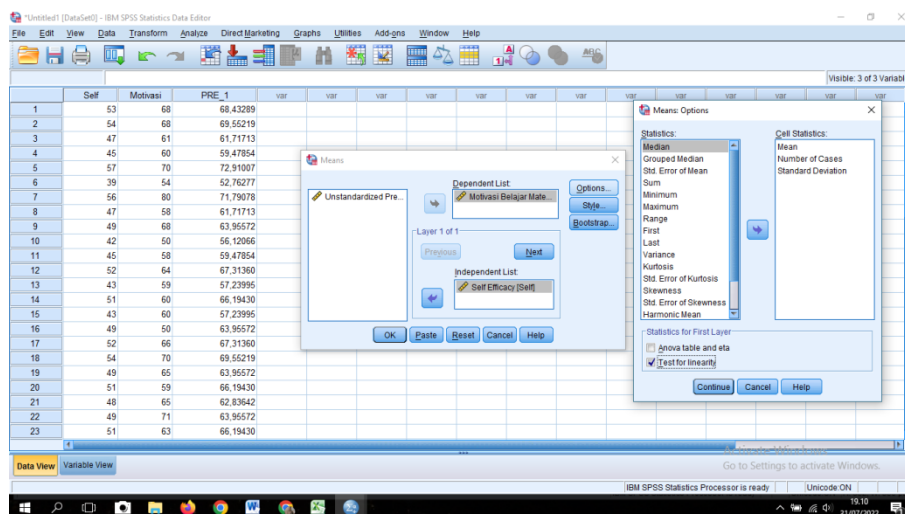 *Untitled1 [DataSet0] - IBM SPSS Statistics Data Editor
File Edit View Data Transform Analyze Direct Marketing Graphs Utilities Add-ons Window Help
Visible: 3 of 3 Variabl
Self Motivasi PRE_1 var var var var var var var var var var
1 53 68 68,43289
2 54 68 69,55219
3 47 61 61,71713
4 45 60 59,47854
5 57 70 72,91007
6 39 54 52,76277
7 56 80 71,79078
8 47 58 61,71713
9 49 68 63,95572
10 42 50 56,12066
11 45 58 59,47854
12 52 64 67,31360
13 43 59 57,23995
14 51 60 66,19430
15 43 60 57,23995
16 49 50 63,95572
17 52 66 67,31360
18 54 70 69,55219
19 49 65 63,95572
20 51 59 66,19430
21 48 65 62,83642
22 49 71 63,95572
23 51 63 66,19430
Means
Unstandardized Pre...
Dependent List:
Motivasi Belajar Mate...
Layer 1 of 1
Previous Next
Independent List:
Self Efficacy [Self]
Options...
Style...
Bootstrap...
OK Paste Reset Cancel Help
Means: Options
Statistics:
Median
Grouped Median
Std. Error of Mean
Sum
Minimum
Maximum
Range
First
Last
Variance
Kurtosis
Std. Error of Kurtosis
Skewness
Std. Error of Skewness
Harmonic Mean
Cell Statistics:
Mean
Number of Cases
Standard Deviation
Statistics for First Layer
Anova table and eta
Test for linearity
Continue Cancel Help
Data View Variable View
Go to Settings to activate Windows.
IBM SPSS Statistics Processor is ready Unicode:ON
19.10
31/07/2022